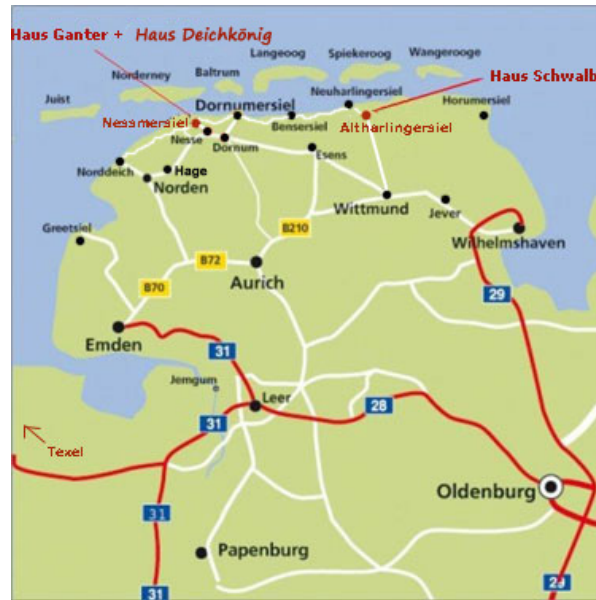 Haus Ganter + Haus Deichkönig
Langeoog
Spiekeroog
Wangerooge
Norderney
Baltrum
Haus Schwalb
Juist
Neuharlingersiel
Horumersiel
Dornumersiel
Nessmersiel
Bensersiel
Altharlingersiel
Nesse
Dornum
Esens
Norddeich
Hage
Norden
Wittmund
Jever
Greetsiel
B210
Wilhelmshaven
B72
B70
Aurich
29
Emden
31
Jemgum
Leer
28
31
Texel
Oldenburg
31
Papenburg
29
31